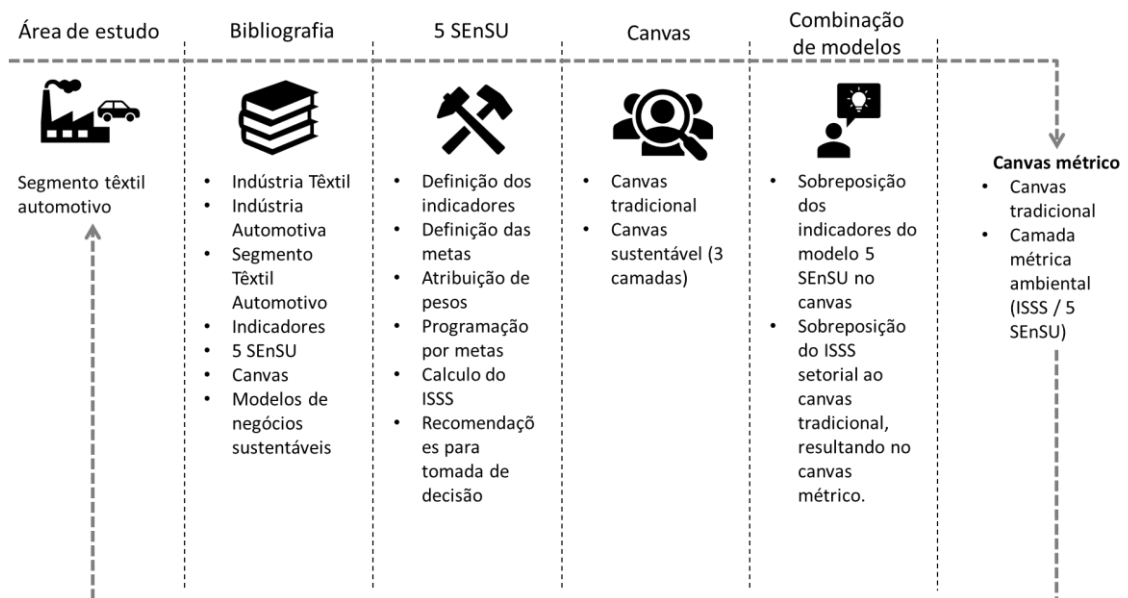 Área de estudo
Segmento têxtil
automotivo
Bibliografia
• Indústria Têxtil
• Indústria
Automotiva
• Segmento
Têxtil
Automotivo
• Indicadores
• 5 SEnSU
• Canvas
• Modelos de
negócios
sustentáveis
5 SEnSU
• Definição dos
indicadores
• Definição das
metas
• Atribuição de
pesos
• Programação
por metas
• Calculo do
ISSS
• Recomendaçõ
es para
tomada de
decisão
Canvas
• Canvas
tradicional
• Canvas
sustentável (3
camadas)
Combinação
de modelos
• Sobreposição
dos
indicadores do
modelo 5
SEnSU no
canvas
• Sobreposição
do ISSS
setorial ao
canvas
tradicional,
resultando no
canvas
métrico.
Canvas métrico
• Canvas
tradicional
• Camada
métrica
ambiental
(ISSS / 5
SEnSU)